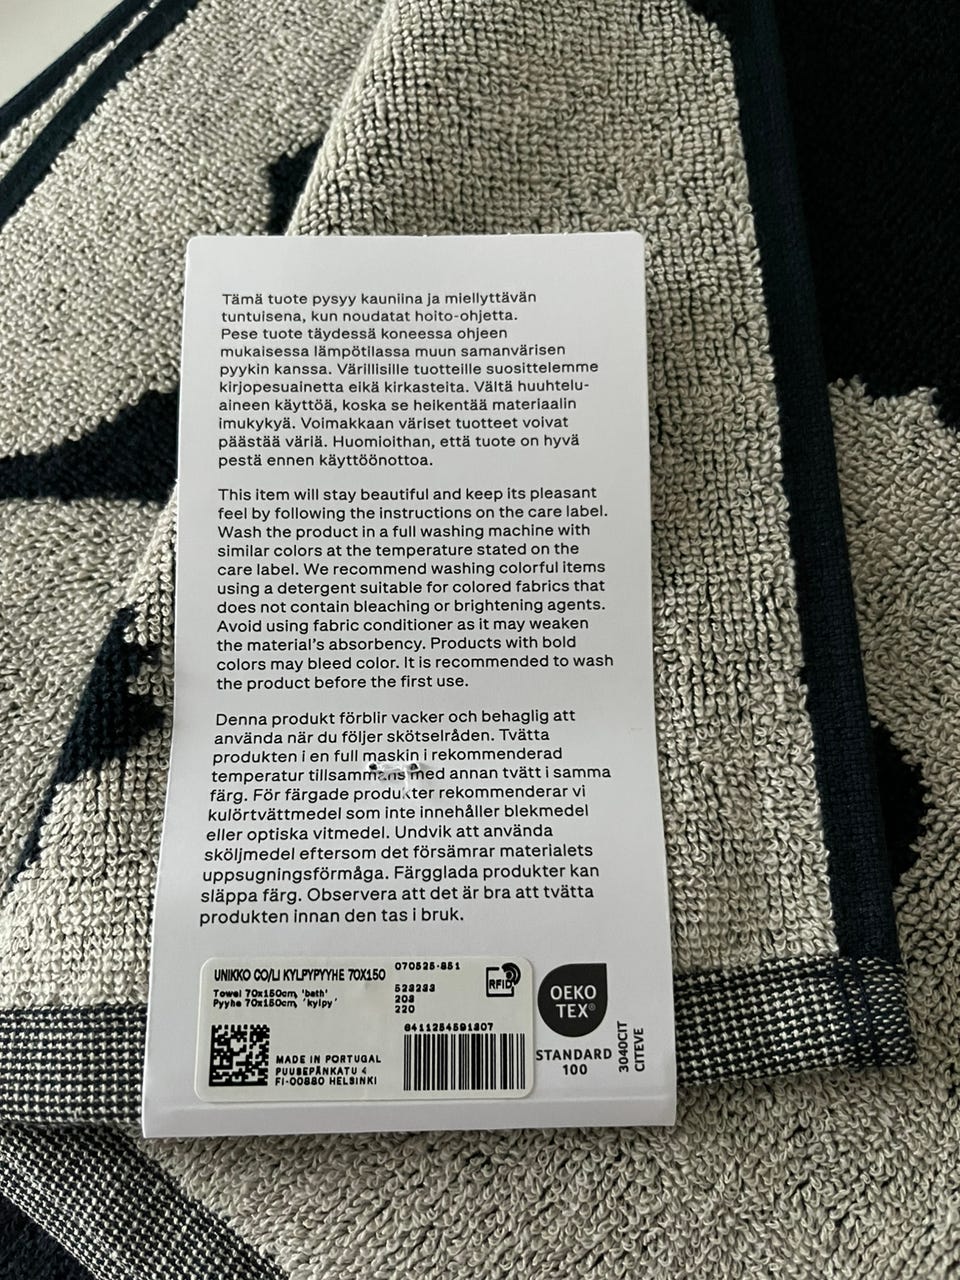 Tämä tuote pysyy kauniina ja miellyttävän
tuntuisena, kun noudatat hoito-ohjetta.
Pese tuote täydessä koneessa ohjeen
mukaisessa lämpötilassa muun samanvärisen
pyykin kanssa. Värillisille tuotteille suosittelemme
kirjopesuainetta eikä kirkasteita. Vältä huuhtelu-
aineen käyttöä, koska se heikentää materiaalin
imukykyä. Voimakkaan väriset tuotteet voivat
päästää väriä. Huomioithan, että tuote on hyvä
pestä ennen käyttöönottoa.
This item will stay beautiful and keep its pleasant
feel by following the instructions on the care label.
Wash the product in a full washing machine with
similar colors at the temperature stated on the
care label. We recommend washing colorful items
using a detergent suitable for colored fabrics that
does not contain bleaching or brightening agents.
Avoid using fabric conditioner as it may weaken
the material's absorbency. Products with bold
colors may bleed color. It is recommended to wash
the product before the first use.
Denna produkt förblir vacker och behaglig att
använda när du följer skötselråden. Tvätta
produkten i en full maskin i rekommenderad
temperatur tillsammans med annan tvätt i samma
färg. För färgade produkter rekommenderar vi
kulörtvättmedel som inte innehåller blekmedel
eller optiska vitmedel. Undvik att använda
sköljmedel eftersom det försämrar materialets
uppsugningsförmåga. Färgglada produkter kan
släppa färg. Observera att det är bra att tvätta
produkten innan den tas i bruk.
UNIKKO CO/LI KYLPYPYYHE 70X150
Towel 70x150cm, 'bath'
Pyyhe 70x150cm, 'kylpy'
070525-851
523233
203
220
RFID
6411254591307
MADE IN PORTUGAL
PUUSEPÄNKATU 4
FI-00880 HELSINKI
OEKO
TEX®
STANDARD
100
3040CIT
CITEVE